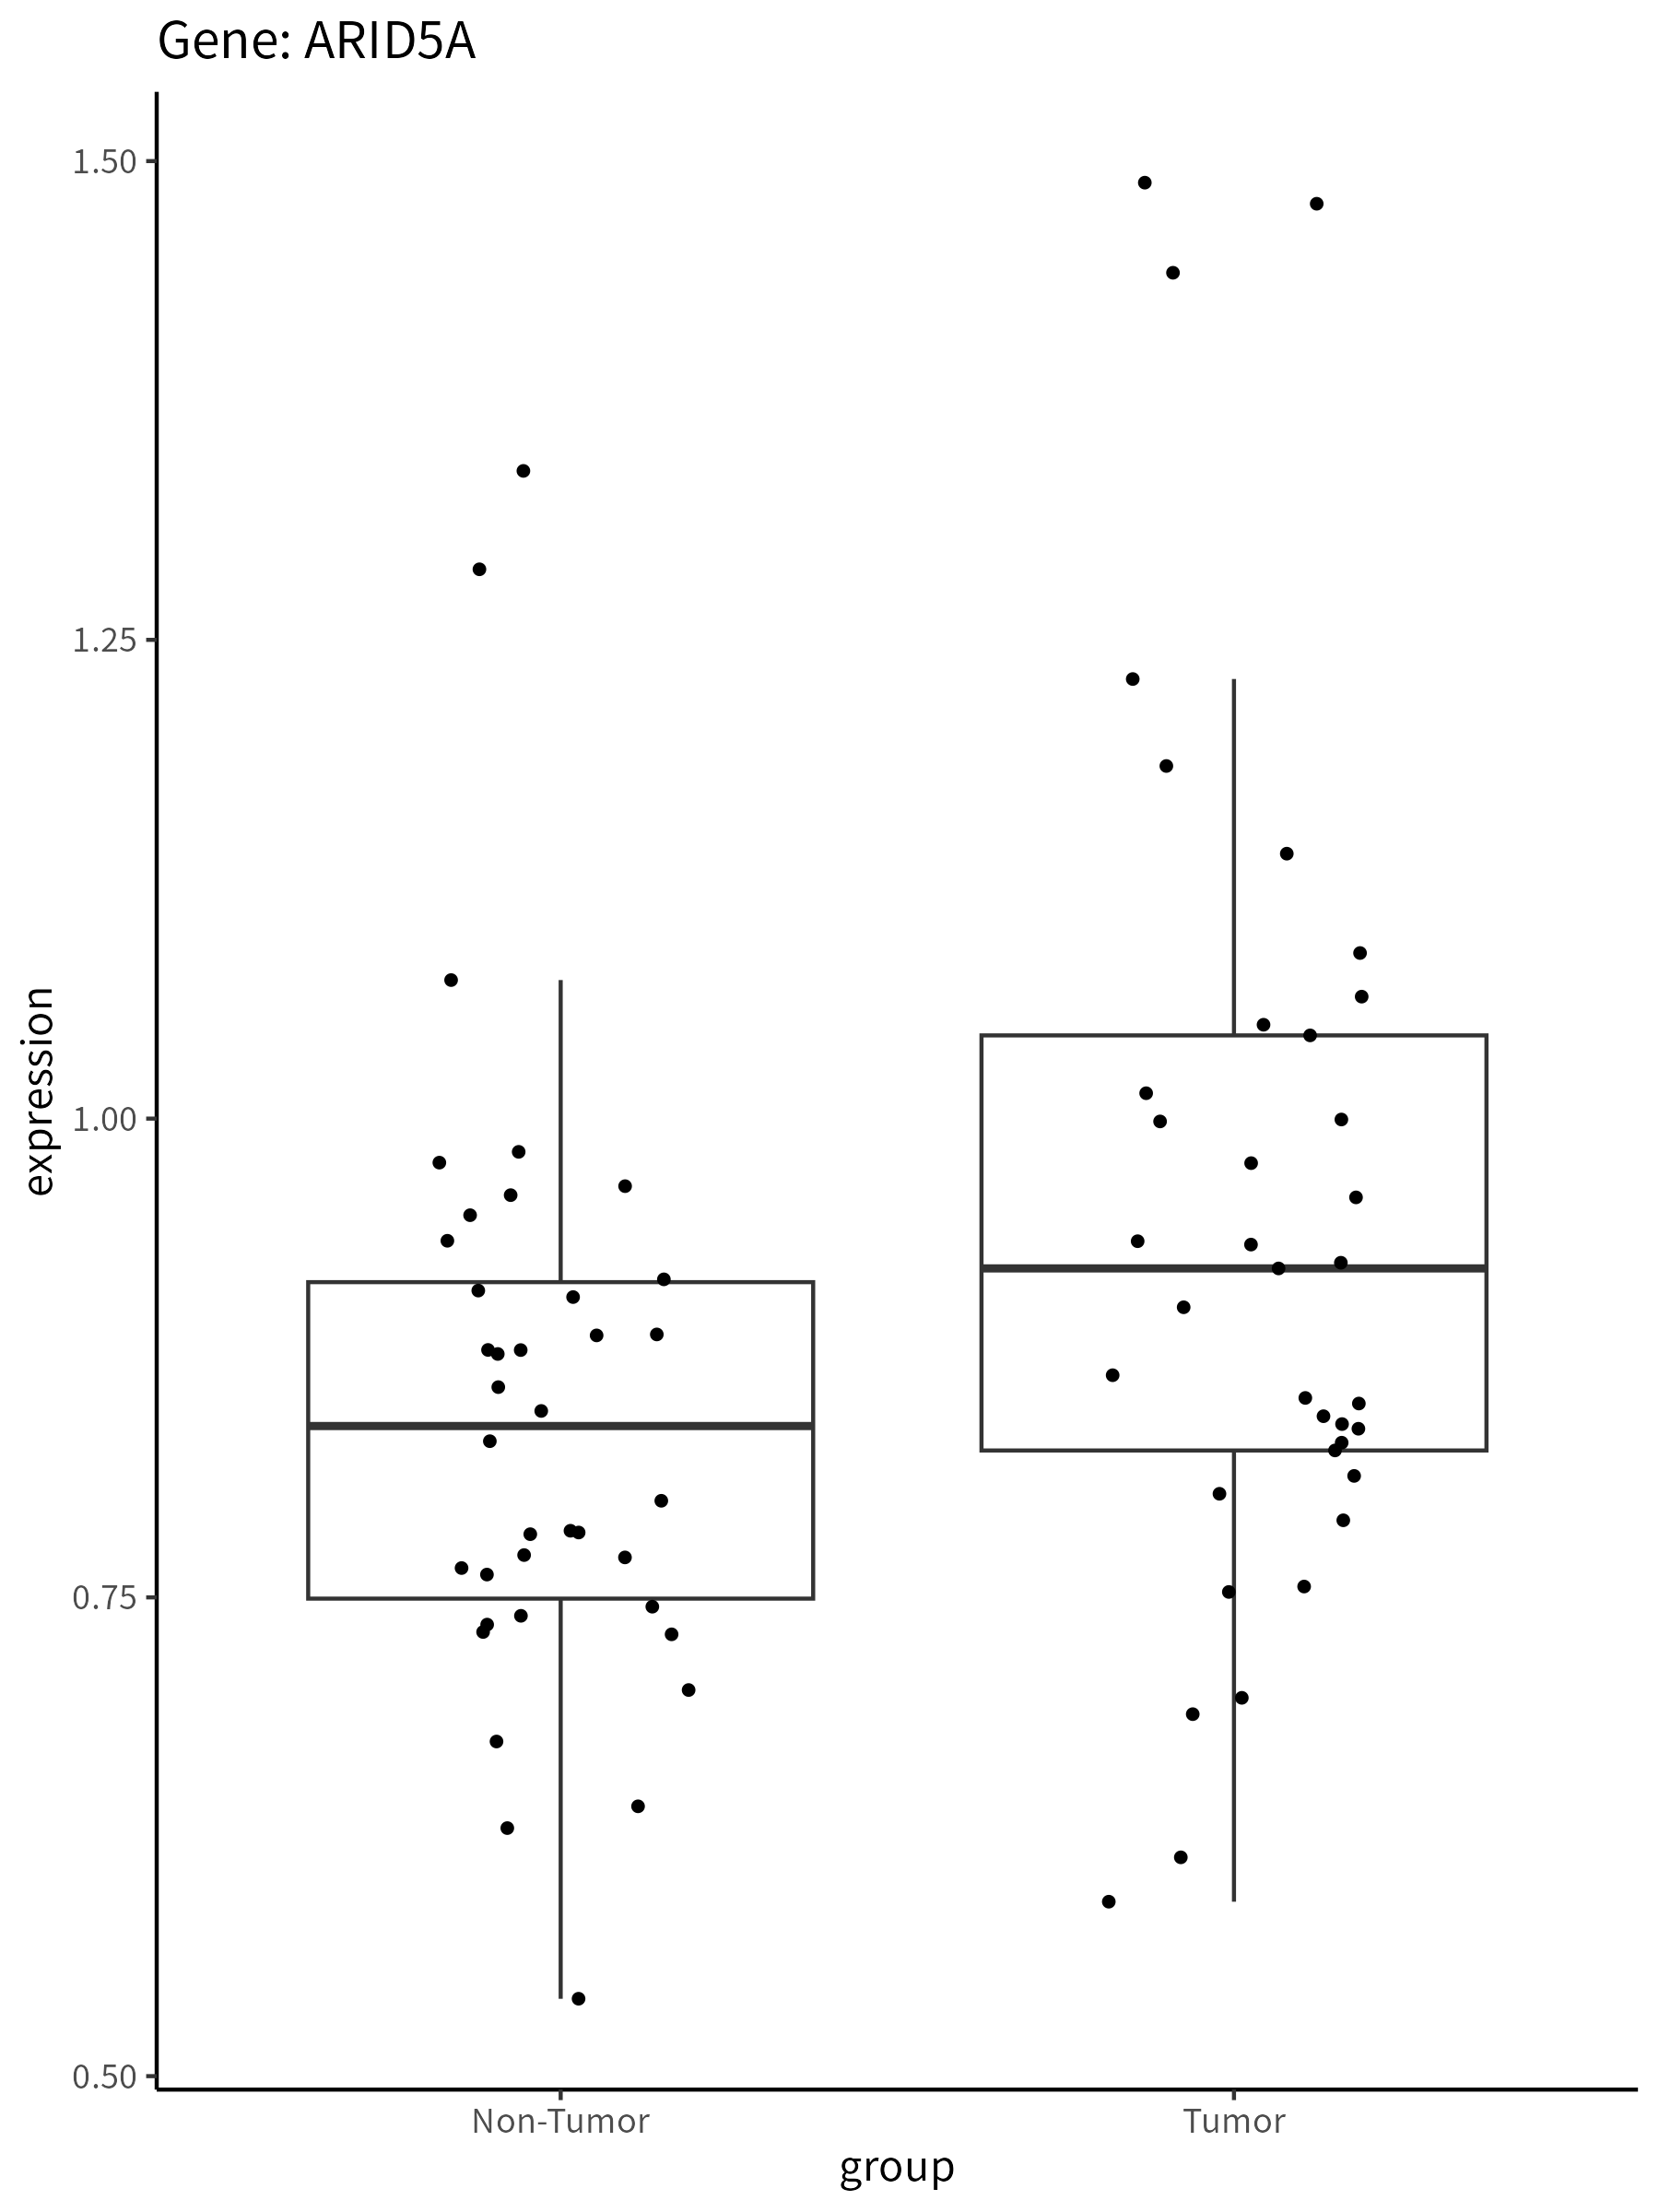 Gene: ARID5A
1.50
1.25
1.00
0.75
0.50
expression
Non-Tumor
Tumor
group